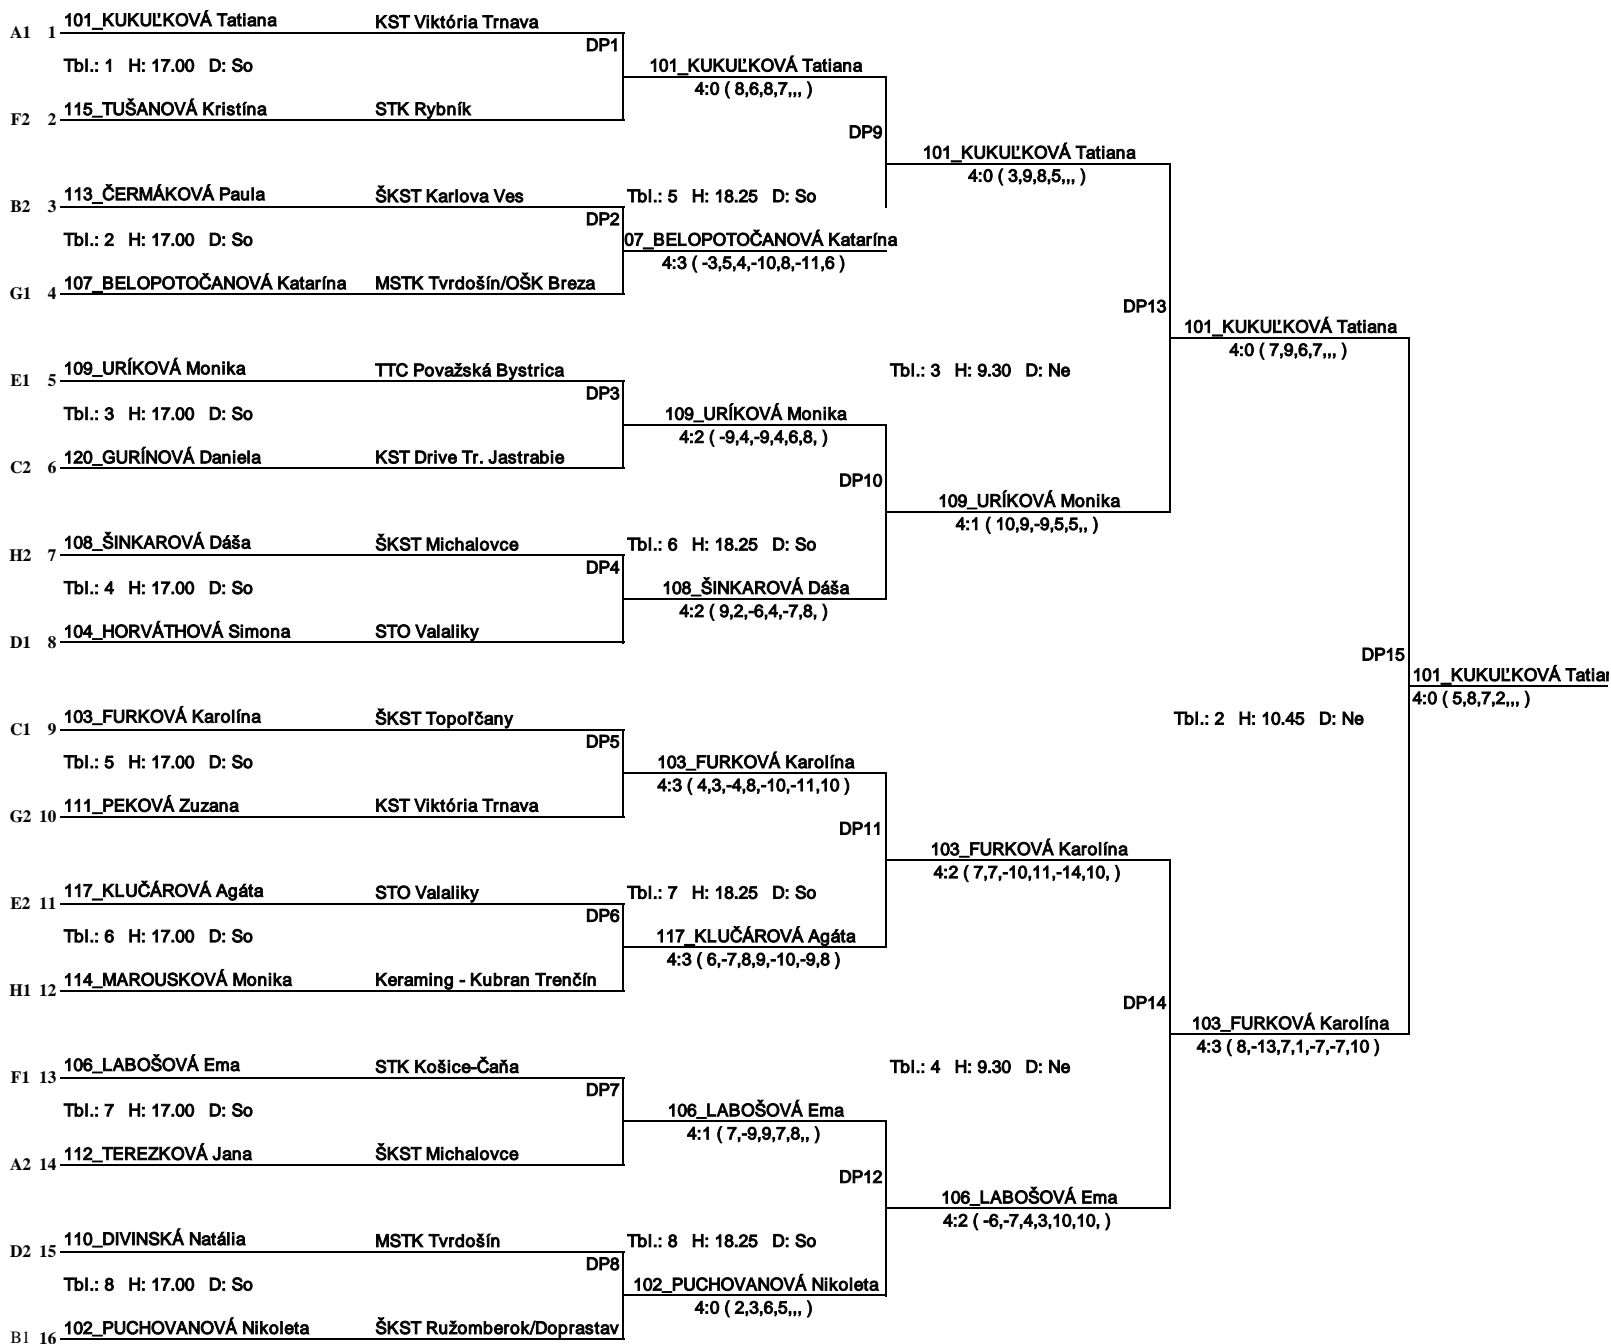 A1 1 101_KUKUĽKOVÁ Tatiana KST Viktória Trnava
DP1
Tbl.: 1 H: 17.00 D: So
101_KUKUĽKOVÁ Tatiana
4:0 ( 8,6,8,7,,, )
F2 2 115_TUŠANOVÁ Kristína STK Rybník
DP9
101_KUKUĽKOVÁ Tatiana
4:0 ( 3,9,8,5,,, )
B2 3 113_ČERMÁKOVÁ Paula ŠKST Karlova Ves
Tbl.: 5 H: 18.25 D: So
DP2
Tbl.: 2 H: 17.00 D: So
07_BELOPOTOČANOVÁ Katarína
4:3 ( -3,5,4,-10,8,-11,6 )
G1 4 107_BELOPOTOČANOVÁ Katarína MSTK Tvrdošín/OŠK Breza
DP13
101_KUKUĽKOVÁ Tatiana
4:0 ( 7,9,6,7,,, )
E1 5 109_URÍKOVÁ Monika TTC Považská Bystrica
Tbl.: 3 H: 9.30 D: Ne
DP3
Tbl.: 3 H: 17.00 D: So
109_URÍKOVÁ Monika
4:2 ( -9,4,-9,4,6,8, )
C2 6 120_GURÍNOVÁ Daniela KST Drive Tr. Jastrabie
DP10
109_URÍKOVÁ Monika
4:1 ( 10,9,-9,5,5,, )
H2 7 108_ŠINKAROVÁ Dáša ŠKST Michalovce
Tbl.: 6 H: 18.25 D: So
DP4
Tbl.: 4 H: 17.00 D: So
108_ŠINKAROVÁ Dáša
4:2 ( 9,2,-6,4,-7,8, )
D1 8 104_HORVÁTHOVÁ Simona STO Valaliky
DP15
101_KUKUĽKOVÁ Tatian
4:0 ( 5,8,7,2,,, )
C1 9 103_FURKOVÁ Karolína ŠKST Topoľčany
Tbl.: 2 H: 10.45 D: Ne
DP5
Tbl.: 5 H: 17.00 D: So
103_FURKOVÁ Karolína
4:3 ( 4,3,-4,8,-10,-11,10 )
G2 10 111_PEKOVÁ Zuzana KST Viktória Trnava
DP11
103_FURKOVÁ Karolína
4:2 ( 7,7,-10,11,-14,10, )
E2 11 117_KLUČÁROVÁ Agáta STO Valaliky
Tbl.: 7 H: 18.25 D: So
DP6
Tbl.: 6 H: 17.00 D: So
117_KLUČÁROVÁ Agáta
4:3 ( 6,-7,8,9,-10,-9,8 )
H1 12 114_MAROUSKOVÁ Monika Keraming - Kubran Trenčín
DP14
103_FURKOVÁ Karolína
4:3 ( 8,-13,7,1,-7,-7,10 )
F1 13 106_LABOŠOVÁ Ema STK Košice-Čaňa
Tbl.: 4 H: 9.30 D: Ne
DP7
Tbl.: 7 H: 17.00 D: So
106_LABOŠOVÁ Ema
4:1 ( 7,-9,9,7,8,, )
A2 14 112_TEREZKOVÁ Jana ŠKST Michalovce
DP12
106_LABOŠOVÁ Ema
4:2 ( -6,-7,4,3,10,10, )
D2 15 110_DIVINSKÁ Natália MSTK Tvrdošín
Tbl.: 8 H: 18.25 D: So
DP8
Tbl.: 8 H: 17.00 D: So
102_PUCHOVANOVÁ Nikoleta
4:0 ( 2,3,6,5,,, )
B1 16 102_PUCHOVANOVÁ Nikoleta ŠKST Ružomberok/Doprastav